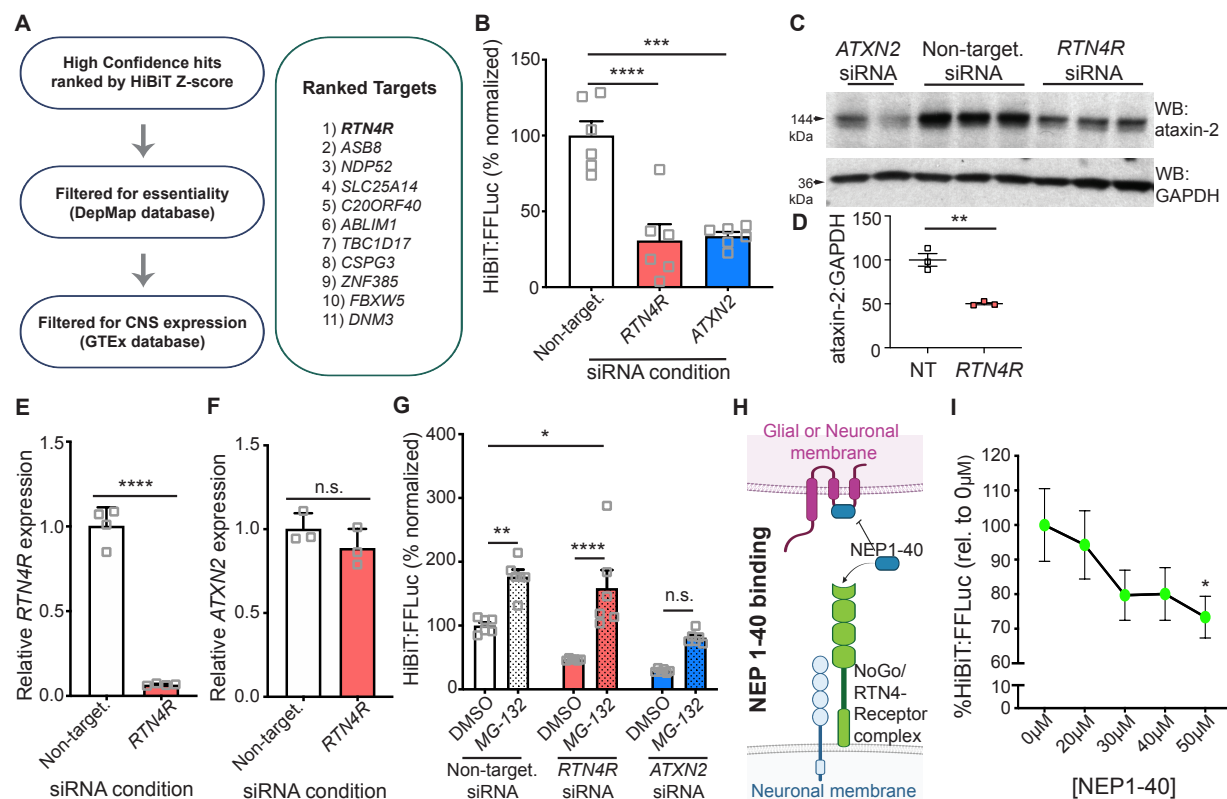 A
High Confidence hits
ranked by HiBiT Z-score
Filtered for essentiality
(DepMap database)
Filtered for CNS expression
(GTEx database)
Ranked Targets
1) RTN4R
2) ASB8
3) NDP52
4) SLC25A14
5) C20ORF40
6) ABLIM1
7) TBC1D17
8) CSPG3
9) ZNF385
10) FBXW5
11) DNM3
B
HiBiT:FFLuc (% normalized)
150
100
50
0
***
****
Non-target.
RTN4R
ATXN2
siRNA condition
C
ATXN2
siRNA
Non-target.
siRNA
RTN4R
siRNA
144
kDa
WB:
ataxin-2
36
kDa
WB:
GAPDH
D
ataxin-2:GAPDH
150
100
50
0
**
NT
RTN4R
E
Relative RTN4R expression
1.5
1.0
0.5
0.0
****
Non-target.
RTN4R
siRNA condition
F
Relative ATXN2 expression
1.5
1.0
0.5
0.0
n.s.
Non-target.
RTN4R
siRNA condition
G
HiBiT:FFLuc (% normalized)
400
300
200
100
0
*
**
****
n.s.
DMSO
MG-132
DMSO
MG-132
DMSO
MG-132
Non-target.
siRNA
RTN4R
siRNA
ATXN2
siRNA
H
NEP 1-40 binding
Glial or Neuronal
membrane
NEP1-40
NoGo/
RTN4-
Receptor
complex
Neuronal membrane
I
%HiBiT:FFLuc (rel. to 0µM)
120
110
100
90
80
70
60
10
0
*
0µM
20µM
30µM
40µM
50µM
[NEP1-40]